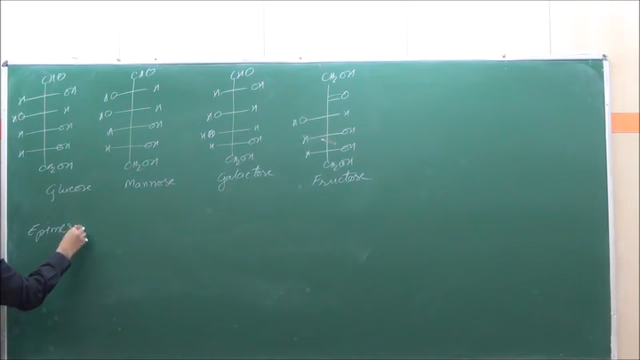 CHO CHO CHO CH2OH
H OH HO H H OH O
HO H HO H HO H HO H
H OH H OH HO H H OH
H OH H OH H OH H OH
CH2OH CH2OH CH2OH CH2OH
Glucose Mannose Galactose Fructose
Epimer